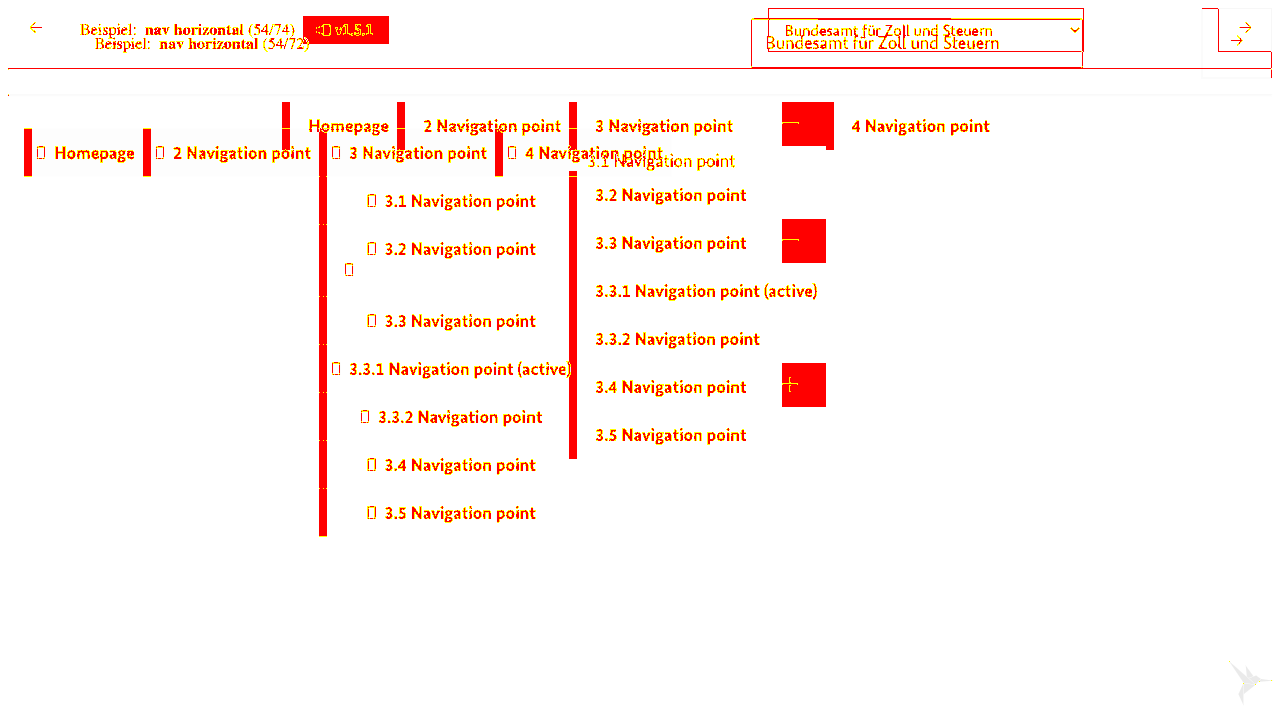 Beispiel: nav horizontal (54/74)
v1.5.1
Beispiel: nav horizontal (54/72)
Bundesamt für Zoll und Steuern
Bundesamt für Zoll und Steuern
Homepage
2 Navigation point
3 Navigation point
4 Navigation point
Homepage
2 Navigation point
3 Navigation point
4 Navigation point
3.1 Navigation point
3.2 Navigation point
3.3 Navigation point
3.3.1 Navigation point (active)
3.3.2 Navigation point
3.4 Navigation point
3.5 Navigation point
3.1 Navigation point
3.2 Navigation point
3.3 Navigation point
3.3.1 Navigation point (active)
3.3.2 Navigation point
3.4 Navigation point
3.5 Navigation point